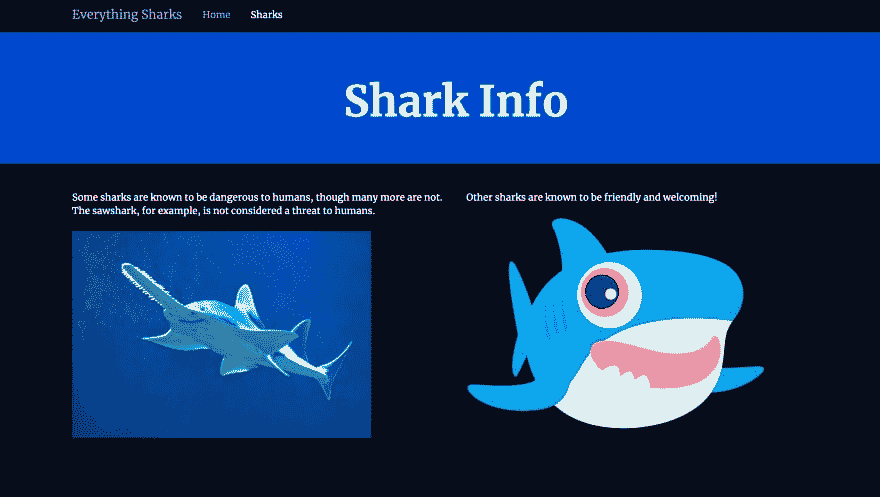 Everything Sharks Home Sharks
Shark Info
Some sharks are known to be dangerous to humans, though many more are not.
The sawshark, for example, is not considered a threat to humans.
Other sharks are known to be friendly and welcoming!